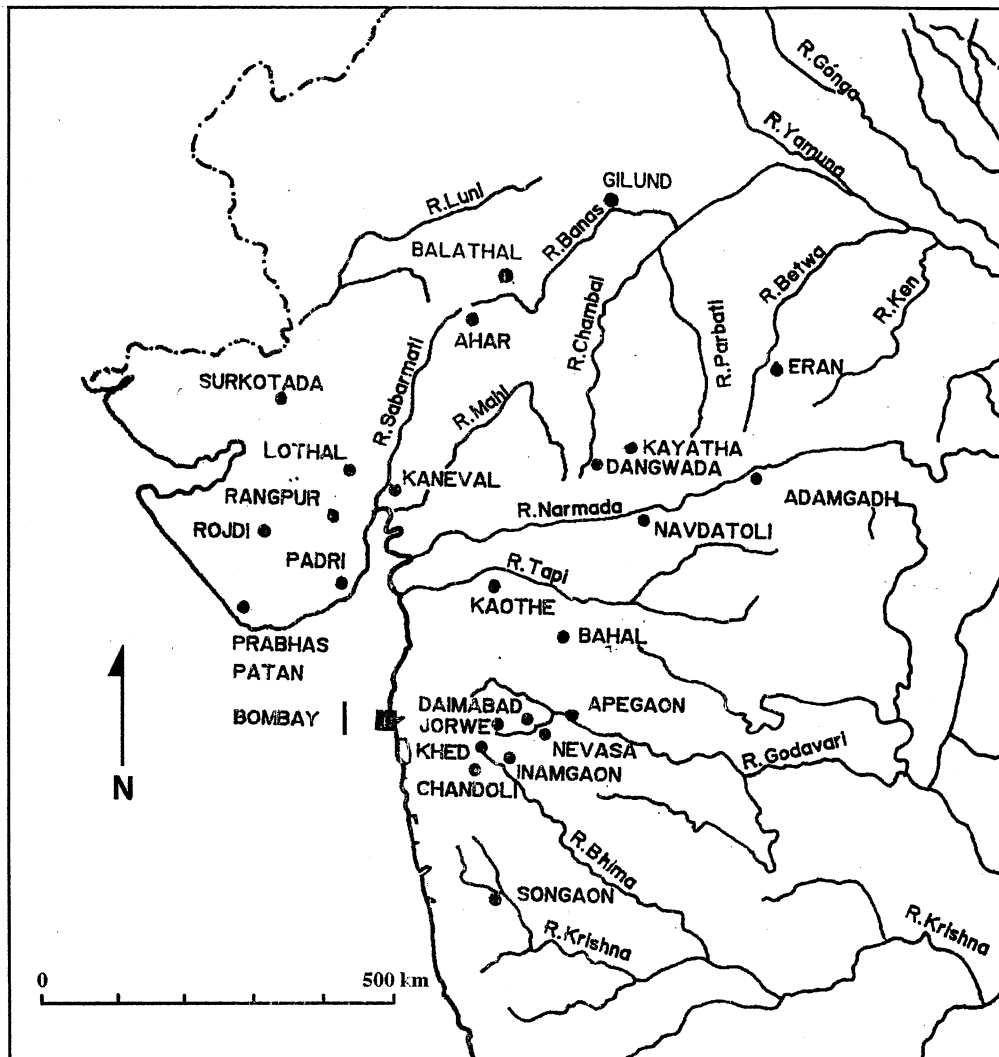 R.Gónga
R.Yamuna
GILUND
R.Luni
R.Banas
BALATHAL
R.Betwa
R.Ken
R.Chambal
AHAR
R.Parbati
ERAN
SURKOTADA
R.Sabarmati
R.Mahl
KAYATHA
LOTHAL
DANGWADA
KANEVAL
RANGPUR
ADAMGADH
R.Narmada
ROJDI
NAVDATOLI
PADRI
R.Tapi
KAOTHE
BAHAL
PRABHAS
PATAN
DAIMABAD
APEGAON
BOMBAY
JORWE
NEVASA
KHED
R.Godavari
INAMGAON
N
CHANDOLI
R.Bhima
SONGAON
R.Krishna
R.Krishna
0 500 km